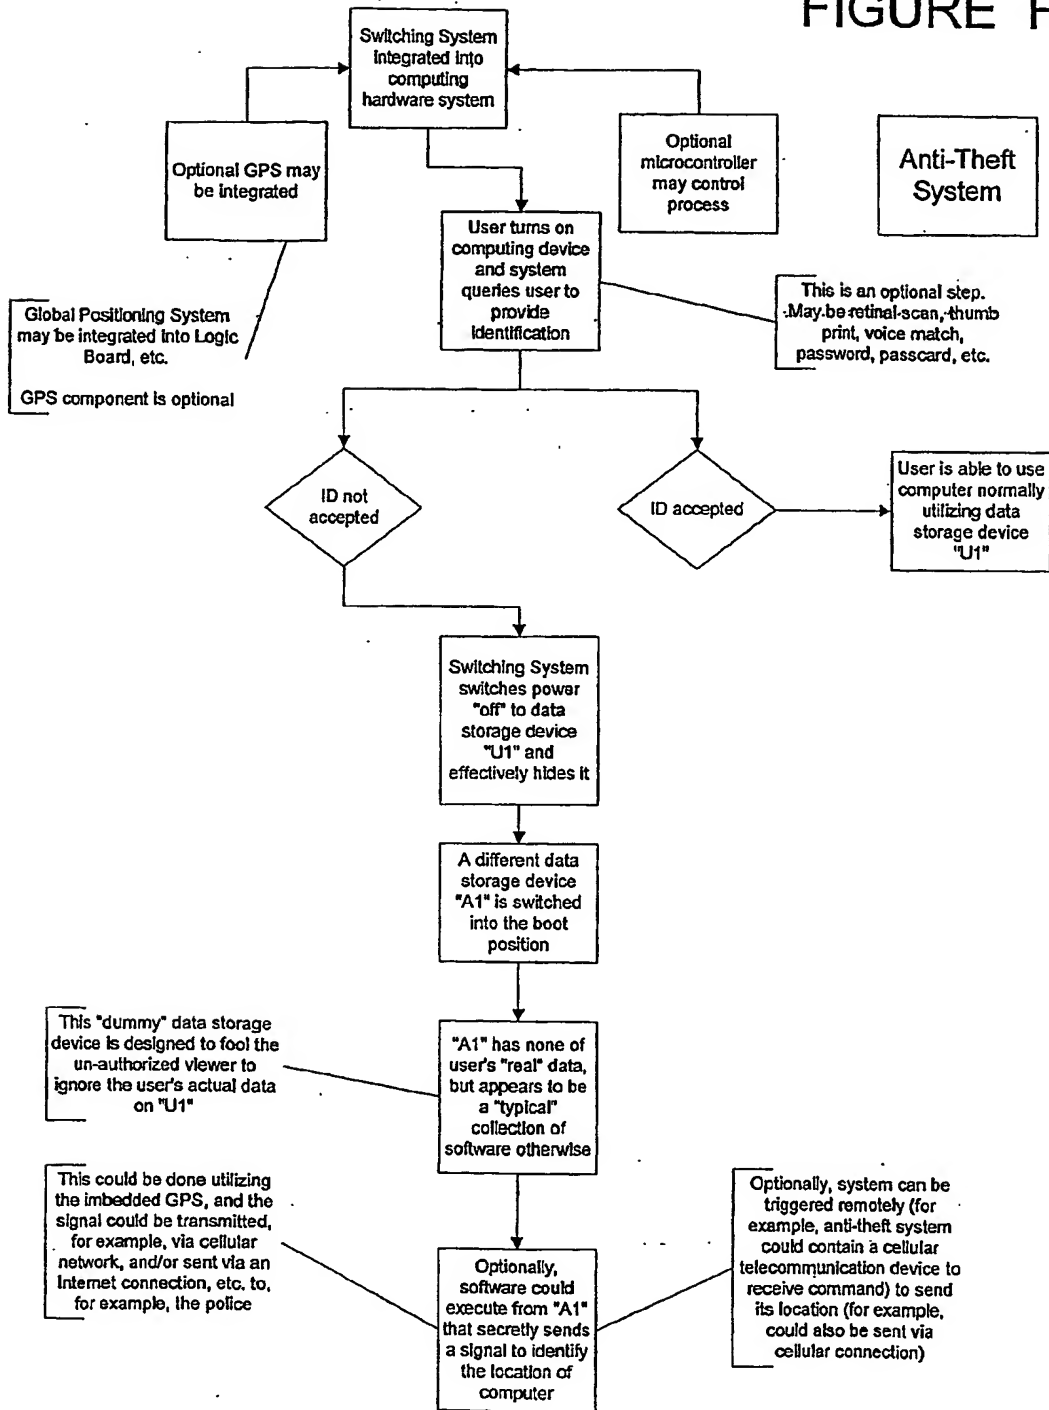 FIGURE F
Switching System
integrated into
computing
hardware system
Optional GPS may
be integrated
Optional
microcontroller
may control
process
Anti-Theft
System
User turns on
computing device
and system
queries user to
provide
identification
Global Positioning System
may be integrated into Logic
Board, etc.
GPS component is optional
This is an optional step.
May be retinal scan, thumb
print, voice match,
password, passcard, etc.
ID not
accepted
ID accepted
User is able to use
computer normally
utilizing data
storage device
"U1"
Switching System
switches power
"off" to data
storage device
"U1" and
effectively hides it
A different data
storage device
"A1" is switched
into the boot
position
This "dummy" data storage
device is designed to fool the
un-authorized viewer to
ignore the user's actual data
on "U1"
"A1" has none of
user's "real" data,
but appears to be
a "typical"
collection of
software otherwise
This could be done utilizing
the imbedded GPS, and the
signal could be transmitted,
for example, via cellular
network, and/or sent via an
Internet connection, etc. to,
for example, the police
Optionally,
software could
execute from "A1"
that secretly sends
a signal to identify
the location of
computer
Optionally, system can be
triggered remotely (for
example, anti-theft system
could contain a cellular
telecommunication device to
receive command) to send
its location (for example,
could also be sent via
cellular connection)